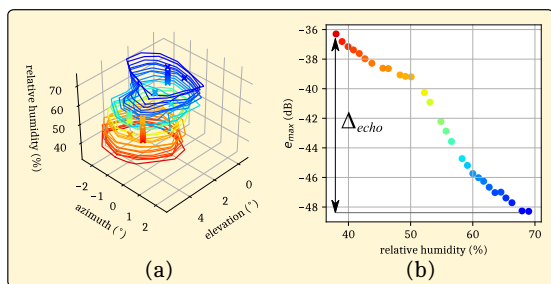 relative humidity (%)
70
60
50
40
−2
−1
0
1
2
azimuth (°)
4
2
0
elevation (°)
(a)
−36
−38
−40
−42
−44
−46
−48
e_max (dB)
Δ_echo
40
50
60
70
relative humidity (%)
(b)